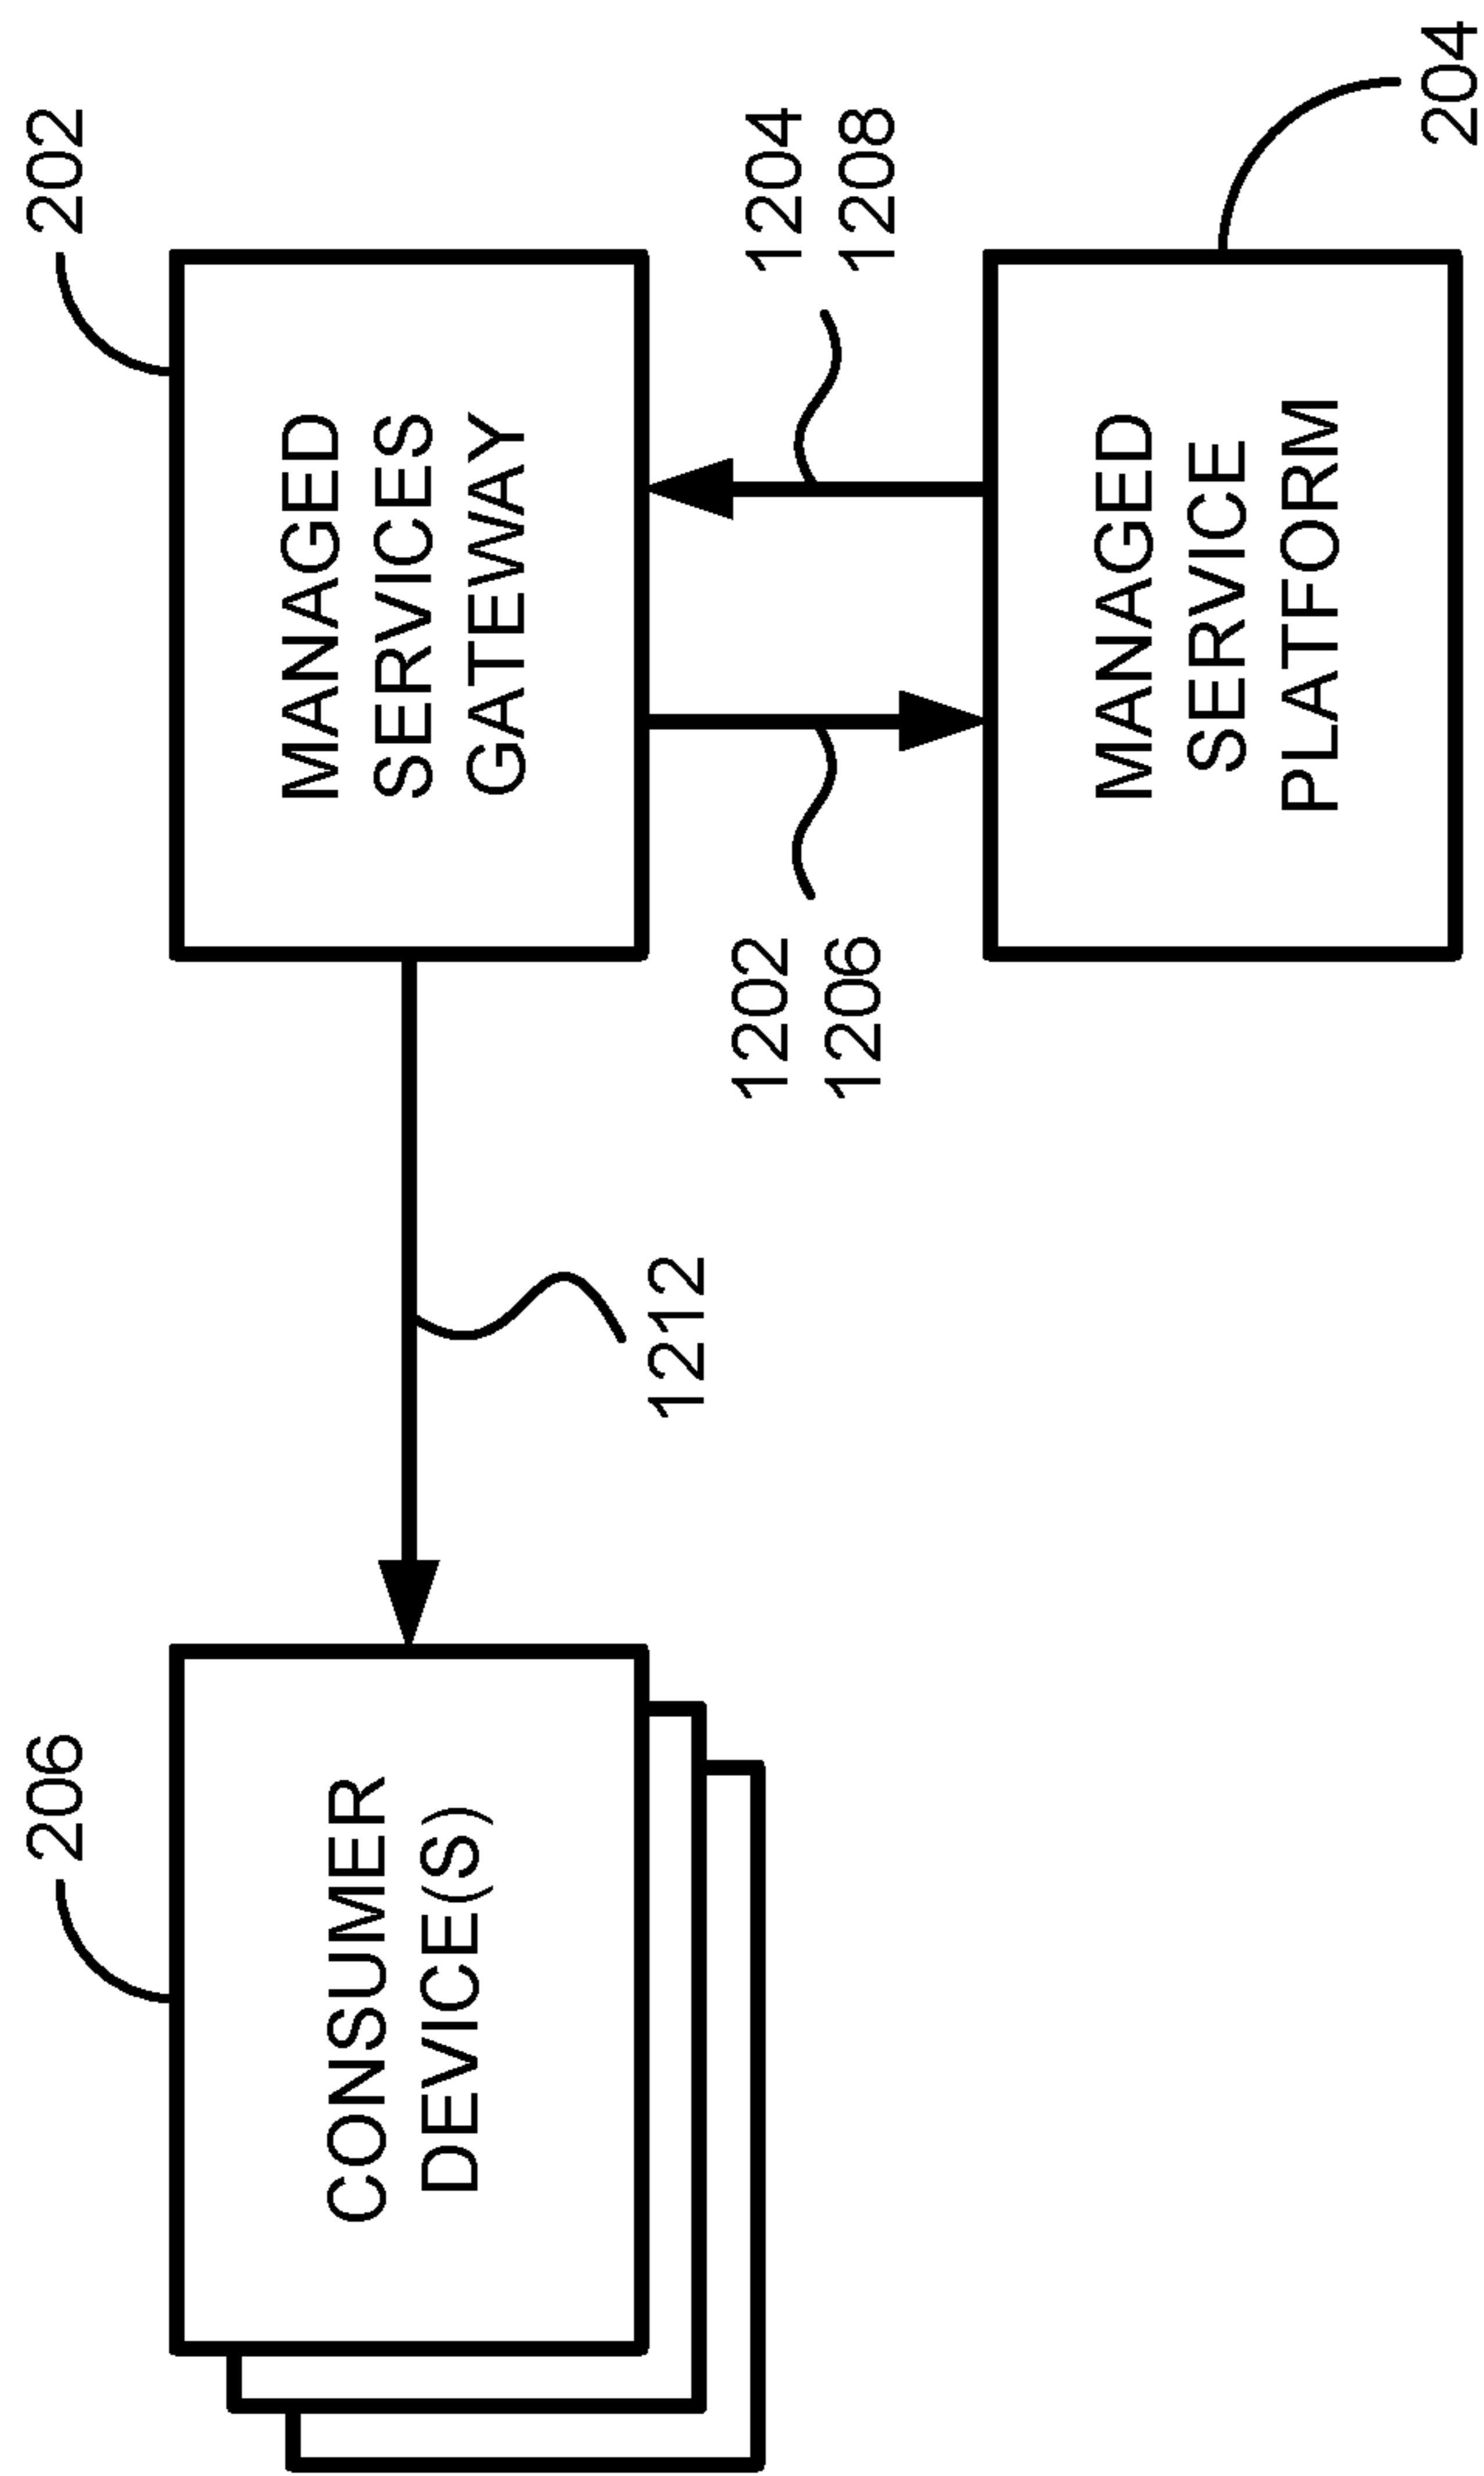 206
CONSUMER
DEVICE(S)
1212
202
MANAGED
SERVICES
GATEWAY
1202
1206
1204
1208
MANAGED
SERVICE
PLATFORM
204